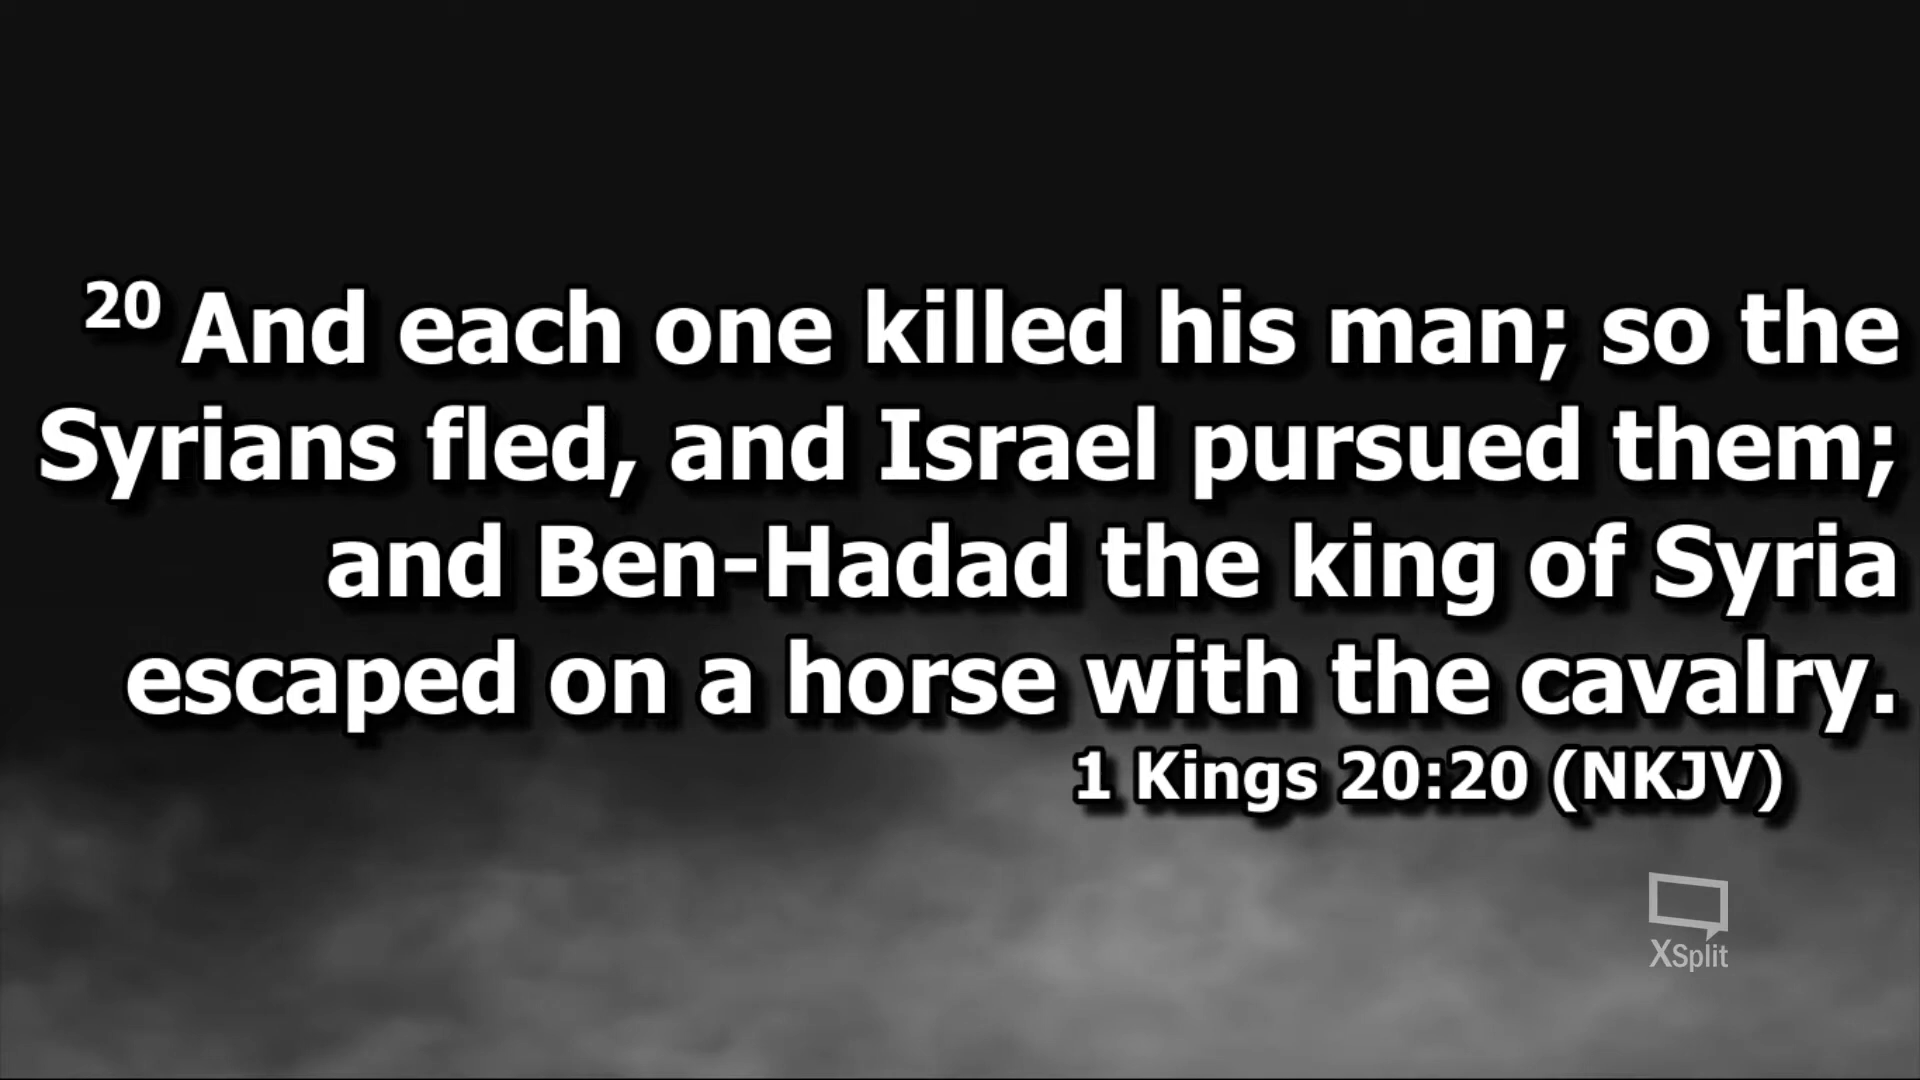 20 And each one killed his man; so the
Syrians fled, and Israel pursued them;
and Ben-Hadad the king of Syria
escaped on a horse with the cavalry.
1 Kings 20:20 (NKJV)
XSplit